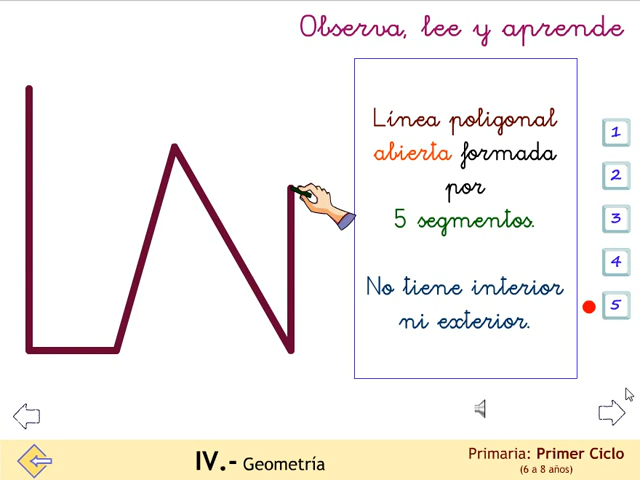 Observa, lee y aprende
Línea poligonal
abierta formada
por
5 segmentos.
No tiene interior
ni exterior.
1
2
3
4
5
IV.- Geometría
Primaria: Primer Ciclo
(6 a 8 años)